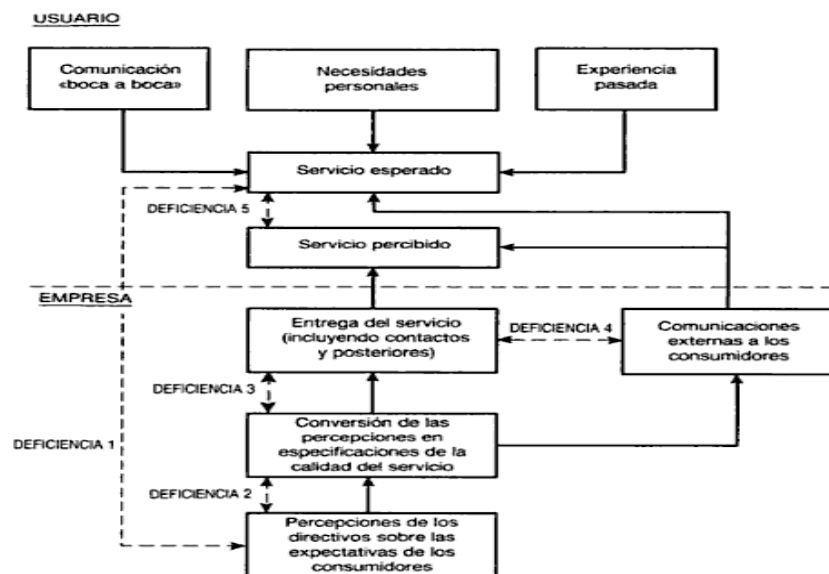 USUARIO
Comunicación
«boca a boca»
Necesidades
personales
Experiencia
pasada
Servicio esperado
DEFICIENCIA 5
Servicio percibido
EMPRESA
Entrega del servicio
(incluyendo contactos
y posteriores)
DEFICIENCIA 4
Comunicaciones
externas a los
consumidores
DEFICIENCIA 3
Conversión de las
percepciones en
especificaciones de la
calidad del servicio
DEFICIENCIA 1
DEFICIENCIA 2
Percepciones de los
directivos sobre las
expectativas de los
consumidores